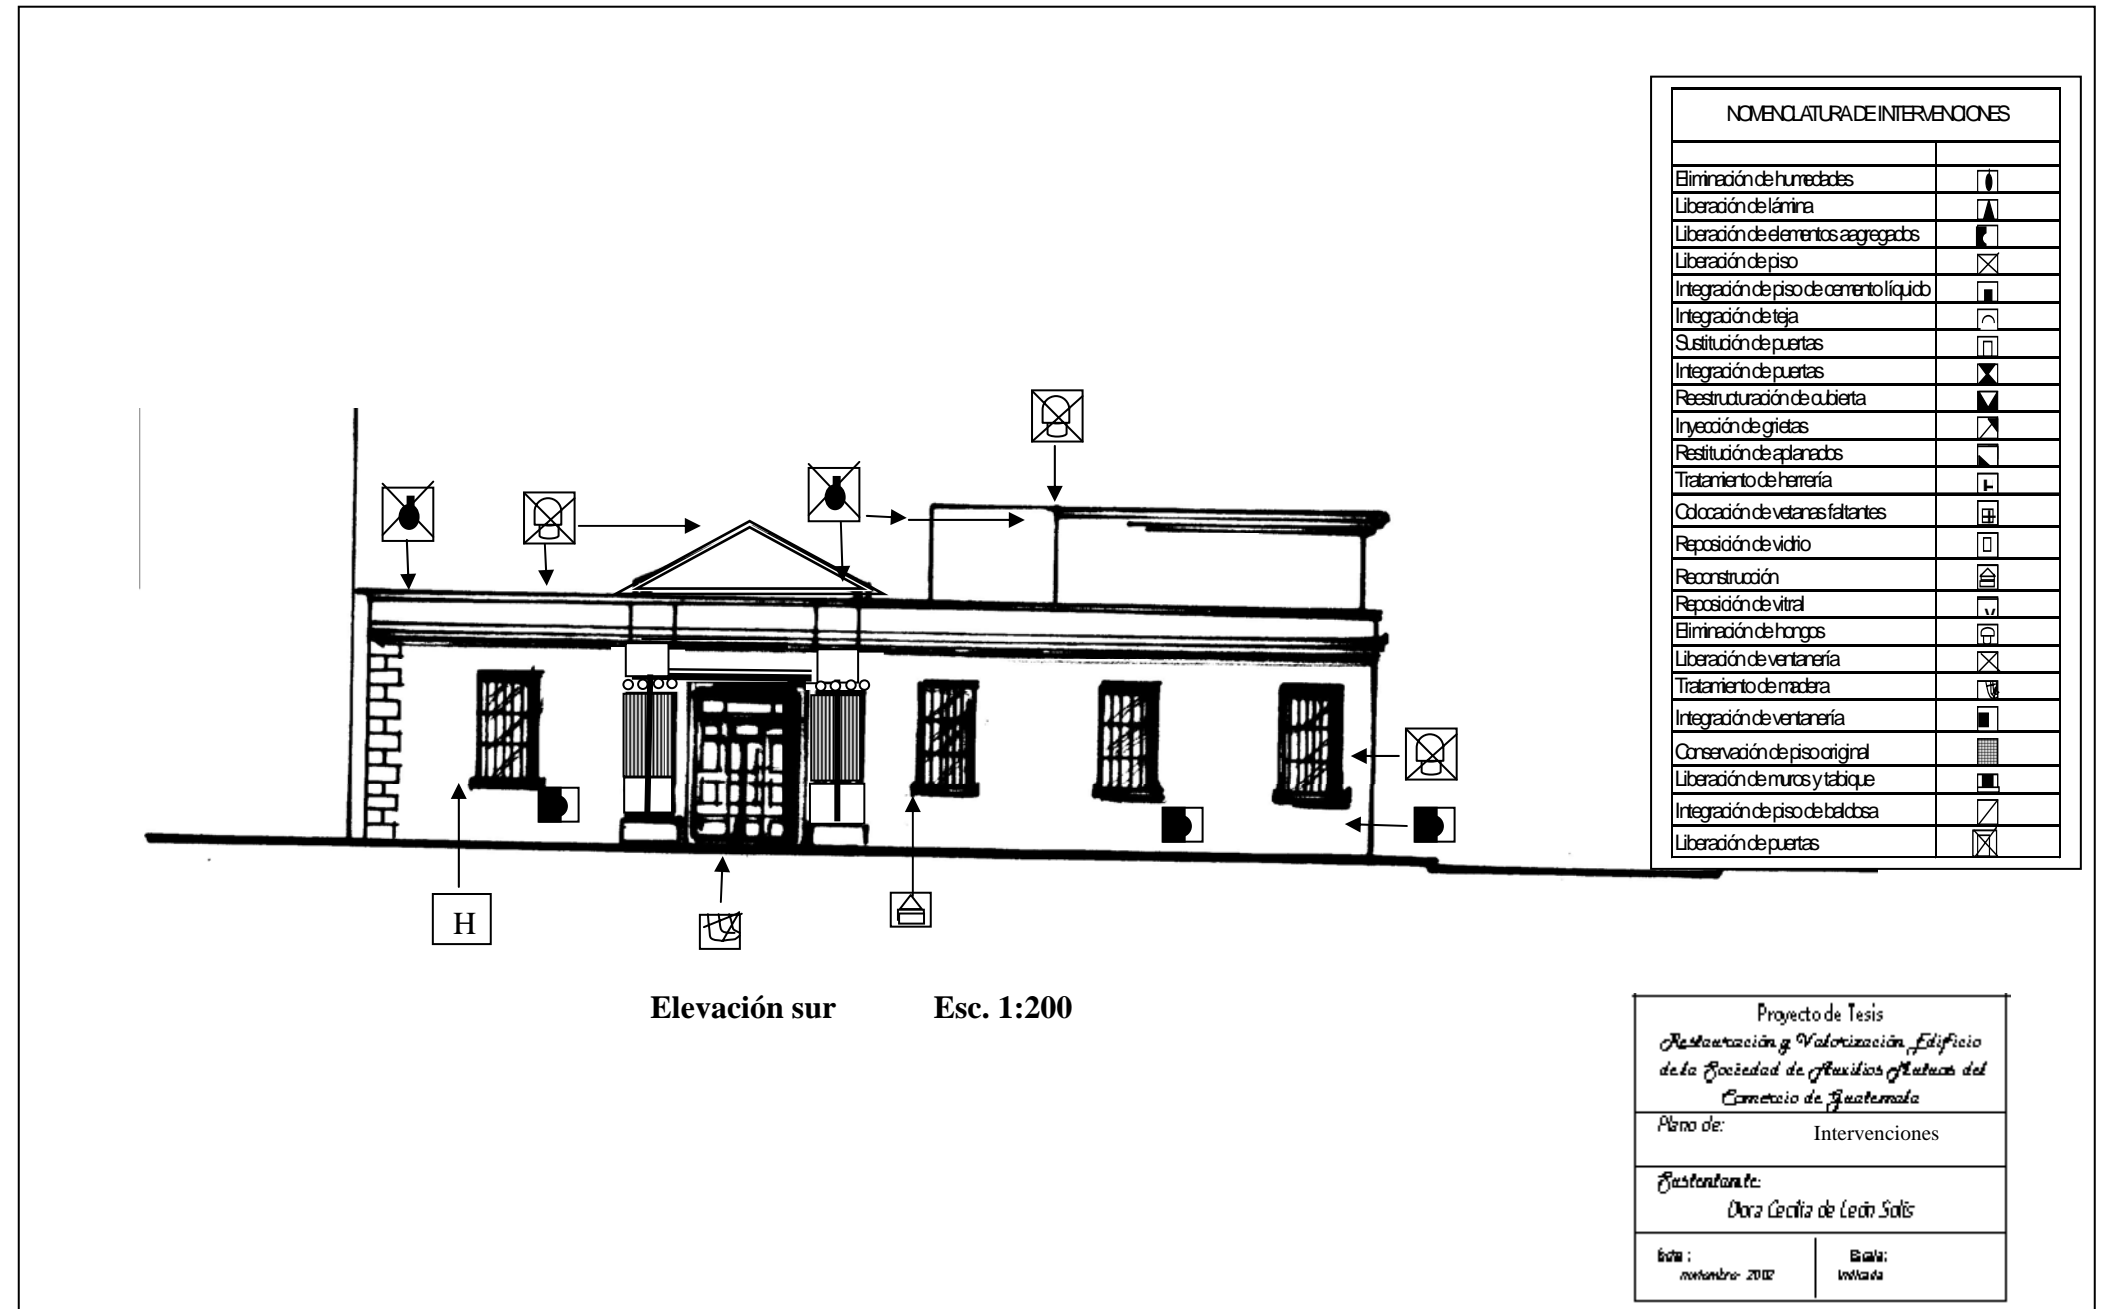 NOMENCLATURA DE INTERVENCIONES
Eliminación de humedades
Liberación de lámina
Liberación de elementos aagregados
Liberación de piso
Integración de piso de cemento líquido
Integración de teja
Sustitución de puertas
Integración de puertas
Reestructuración de cubierta
Inyección de grietas
Restitución de aplanados
Tratamiento de herrería
Colocación de vetanas faltantes
Reposición de vidrio
Reconstrucción
Reposición de vitral
V
Eliminación de hongos
Liberación de ventanería
Tratamiento de madera
Integración de ventanería
Conservación de piso original
Liberación de muros y tabique
Integración de piso de baldosa
Liberación de puertas
H
Elevación sur Esc. 1:200
Proyecto de Tesis
Restauración y Valorización Edificio
de la Sociedad de Auxilios Mutuos del
Comercio de Guatemala
Plano de: Intervenciones
Sustentante:
Dora Cecilia de León Solís
fecha : Escala:
noviembre- 2002 Indicada